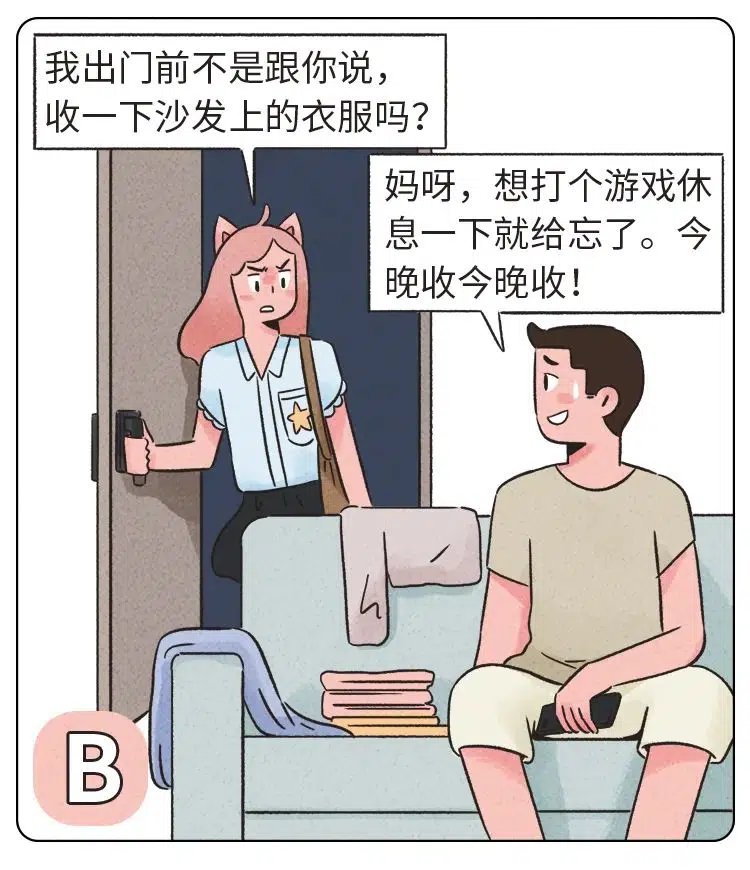 我出门前不是跟你说，
收一下沙发上的衣服吗？
妈呀，想打个游戏休
息一下就给忘了。今
晚收今晚收！
B